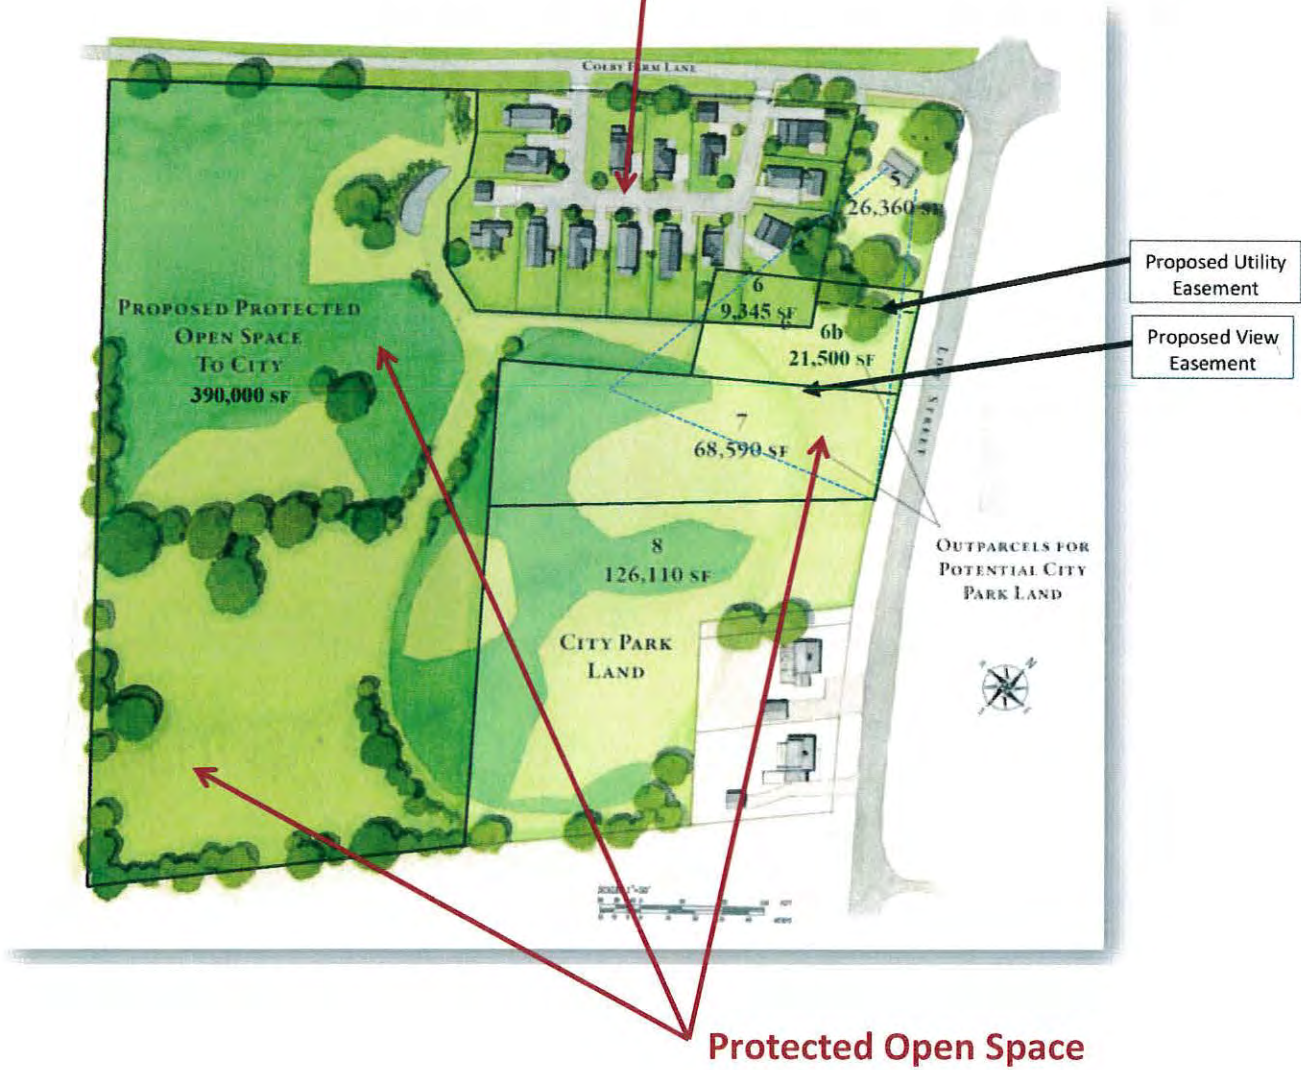 COLBY FARM LANE
5
26,360 SF
Proposed Utility
Easement
6
9,345 SF
6b
21,500 SF
Proposed View
Easement
PROPOSED PROTECTED
OPEN SPACE
TO CITY
390,000 SF
LOW STREET
7
68,590 SF
OUTPARCELS FOR
POTENTIAL CITY
PARK LAND
8
126,110 SF
CITY PARK
LAND
N
Protected Open Space